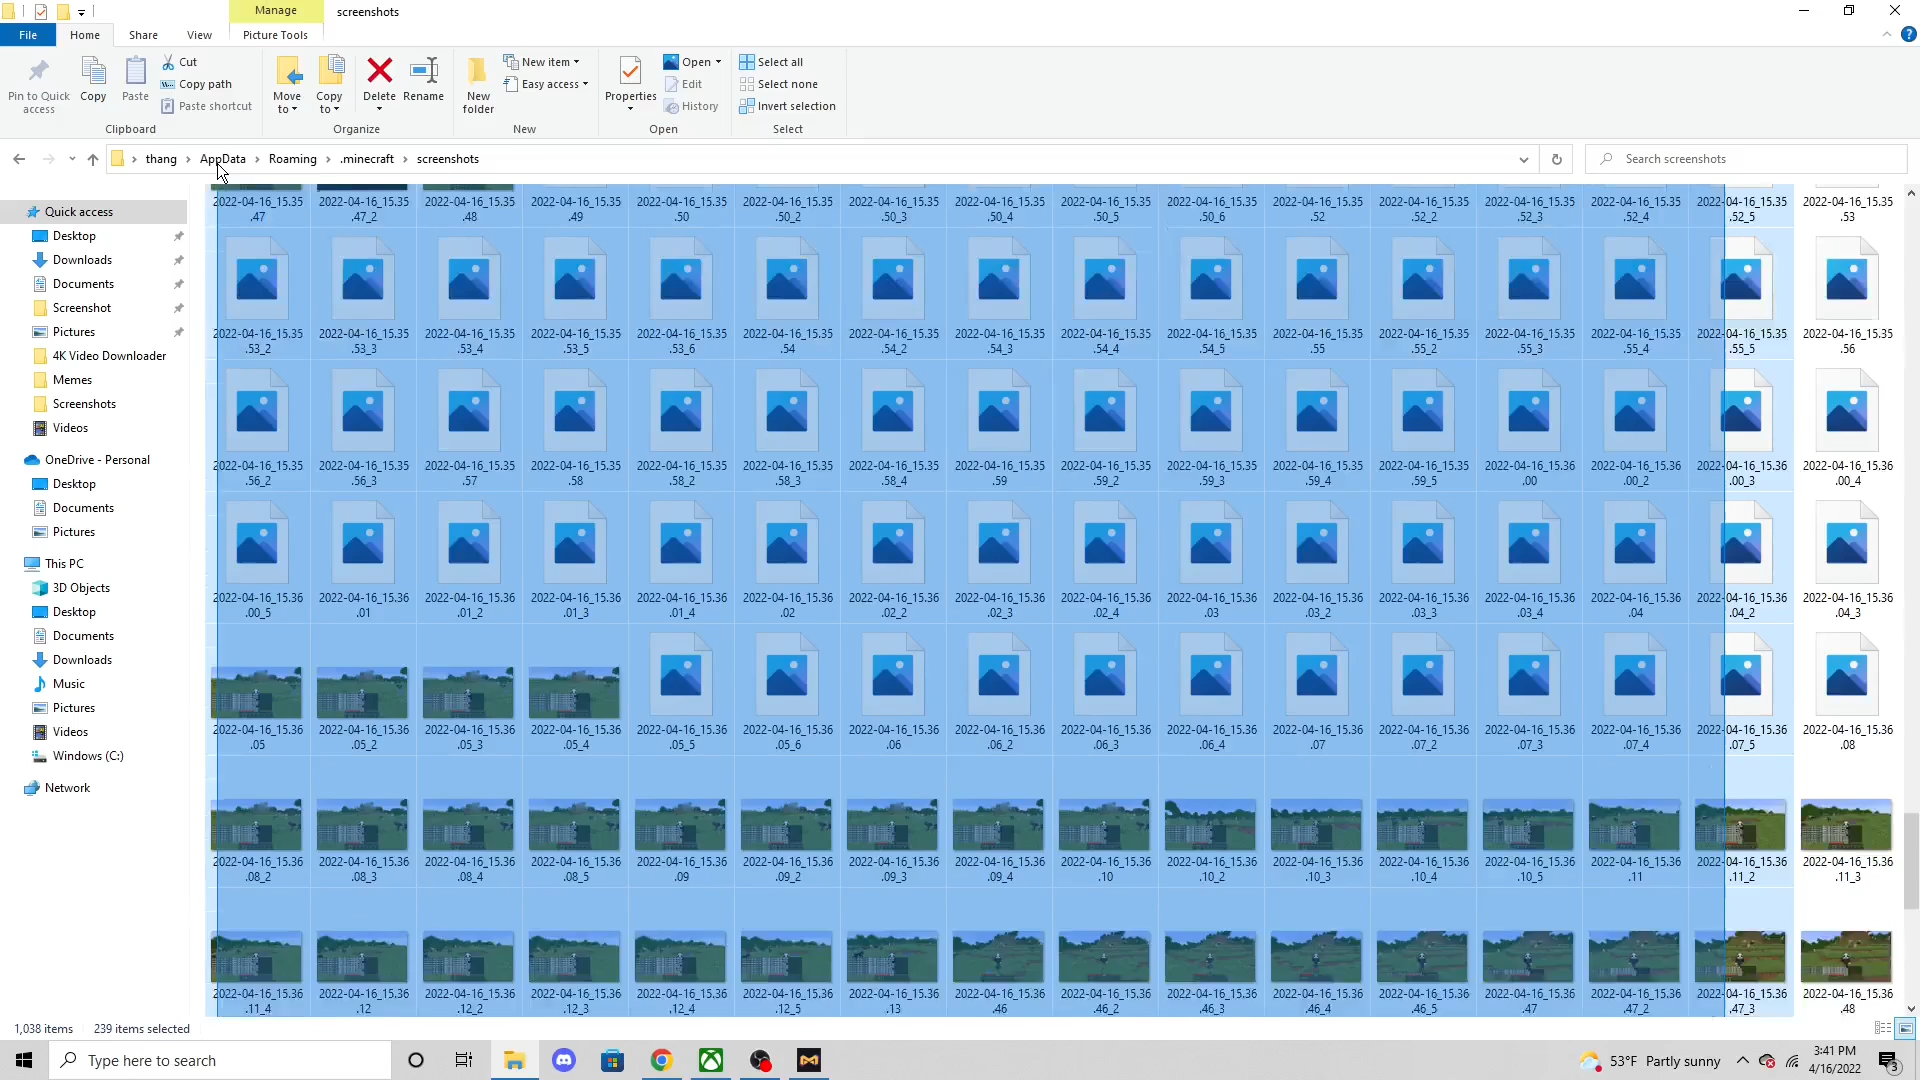 Manage
screenshots
File
Home
Share
View
Picture Tools
Pin to Quick access
Copy
Paste
Cut
Copy path
Paste shortcut
Clipboard
Move to
Copy to
Delete
Rename
Organize
New folder
New item
Easy access
New
Properties
Open
Edit
History
Open
Select all
Select none
Invert selection
Select
thang
AppData
Roaming
.minecraft
screenshots
Search screenshots
Quick access
Desktop
Downloads
Documents
Screenshot
Pictures
4K Video Downloader
Memes
Screenshots
Videos
OneDrive - Personal
Desktop
Documents
Pictures
This PC
3D Objects
Desktop
Documents
Downloads
Music
Pictures
Videos
Windows (C:)
Network
2022-04-16_15.35 2022-04-16_15.35 2022-04-16_15.35 2022-04-16_15.35 2022-04-16_15.35 2022-04-16_15.35 2022-04-16_15.35 2022-04-16_15.35 2022-04-16_15.35 2022-04-16_15.35 2022-04-16_15.35 2022-04-16_15.35 2022-04-16_15.35 2022-04-16_15.35 2022-04-16_15.35 2022-04-16_15.35
.47 .47_2 .48 .49 .50 .50_2 .50_3 .50_4 .50_5 .50_6 .52 .52_2 .52_3 .52_4 .52_5 .53
2022-04-16_15.35 2022-04-16_15.35 2022-04-16_15.35 2022-04-16_15.35 2022-04-16_15.35 2022-04-16_15.35 2022-04-16_15.35 2022-04-16_15.35 2022-04-16_15.35 2022-04-16_15.35 2022-04-16_15.35 2022-04-16_15.35 2022-04-16_15.35 2022-04-16_15.35 2022-04-16_15.35 2022-04-16_15.35
.53_2 .53_3 .53_4 .53_5 .53_6 .54 .54_2 .54_3 .54_4 .54_5 .55 .55_2 .55_3 .55_4 .55_5 .56
2022-04-16_15.35 2022-04-16_15.35 2022-04-16_15.35 2022-04-16_15.35 2022-04-16_15.35 2022-04-16_15.35 2022-04-16_15.35 2022-04-16_15.35 2022-04-16_15.35 2022-04-16_15.35 2022-04-16_15.35 2022-04-16_15.35 2022-04-16_15.36 2022-04-16_15.36 2022-04-16_15.36 2022-04-16_15.36
.56_2 .56_3 .57 .58 .58_2 .58_3 .58_4 .59 .59_2 .59_3 .59_4 .59_5 .00 .00_2 .00_3 .00_4
2022-04-16_15.36 2022-04-16_15.36 2022-04-16_15.36 2022-04-16_15.36 2022-04-16_15.36 2022-04-16_15.36 2022-04-16_15.36 2022-04-16_15.36 2022-04-16_15.36 2022-04-16_15.36 2022-04-16_15.36 2022-04-16_15.36 2022-04-16_15.36 2022-04-16_15.36 2022-04-16_15.36 2022-04-16_15.36
.00_5 .01 .01_2 .01_3 .01_4 .02 .02_2 .02_3 .02_4 .03 .03_2 .03_3 .03_4 .04 .04_2 .04_3
2022-04-16_15.36 2022-04-16_15.36 2022-04-16_15.36 2022-04-16_15.36 2022-04-16_15.36 2022-04-16_15.36 2022-04-16_15.36 2022-04-16_15.36 2022-04-16_15.36 2022-04-16_15.36 2022-04-16_15.36 2022-04-16_15.36 2022-04-16_15.36 2022-04-16_15.36 2022-04-16_15.36 2022-04-16_15.36
.05 .05_2 .05_3 .05_4 .05_5 .05_6 .06 .06_2 .06_3 .06_4 .07 .07_2 .07_3 .07_4 .07_5 .08
2022-04-16_15.36 2022-04-16_15.36 2022-04-16_15.36 2022-04-16_15.36 2022-04-16_15.36 2022-04-16_15.36 2022-04-16_15.36 2022-04-16_15.36 2022-04-16_15.36 2022-04-16_15.36 2022-04-16_15.36 2022-04-16_15.36 2022-04-16_15.36 2022-04-16_15.36 2022-04-16_15.36 2022-04-16_15.36
.08_2 .08_3 .08_4 .08_5 .09 .09_2 .09_3 .09_4 .10 .10_2 .10_3 .10_4 .10_5 .11 .11_2 .11_3
2022-04-16_15.36 2022-04-16_15.36 2022-04-16_15.36 2022-04-16_15.36 2022-04-16_15.36 2022-04-16_15.36 2022-04-16_15.36 2022-04-16_15.36 2022-04-16_15.36 2022-04-16_15.36 2022-04-16_15.36 2022-04-16_15.36 2022-04-16_15.36 2022-04-16_15.36 2022-04-16_15.36 2022-04-16_15.36
.11_4 .12 .12_2 .12_3 .12_4 .12_5 .13 .46 .46_2 .46_3 .46_4 .46_5 .47 .47_2 .47_3 .48
1,038 items 239 items selected
Type here to search
53°F Partly sunny
3:41 PM
4/16/2022
3